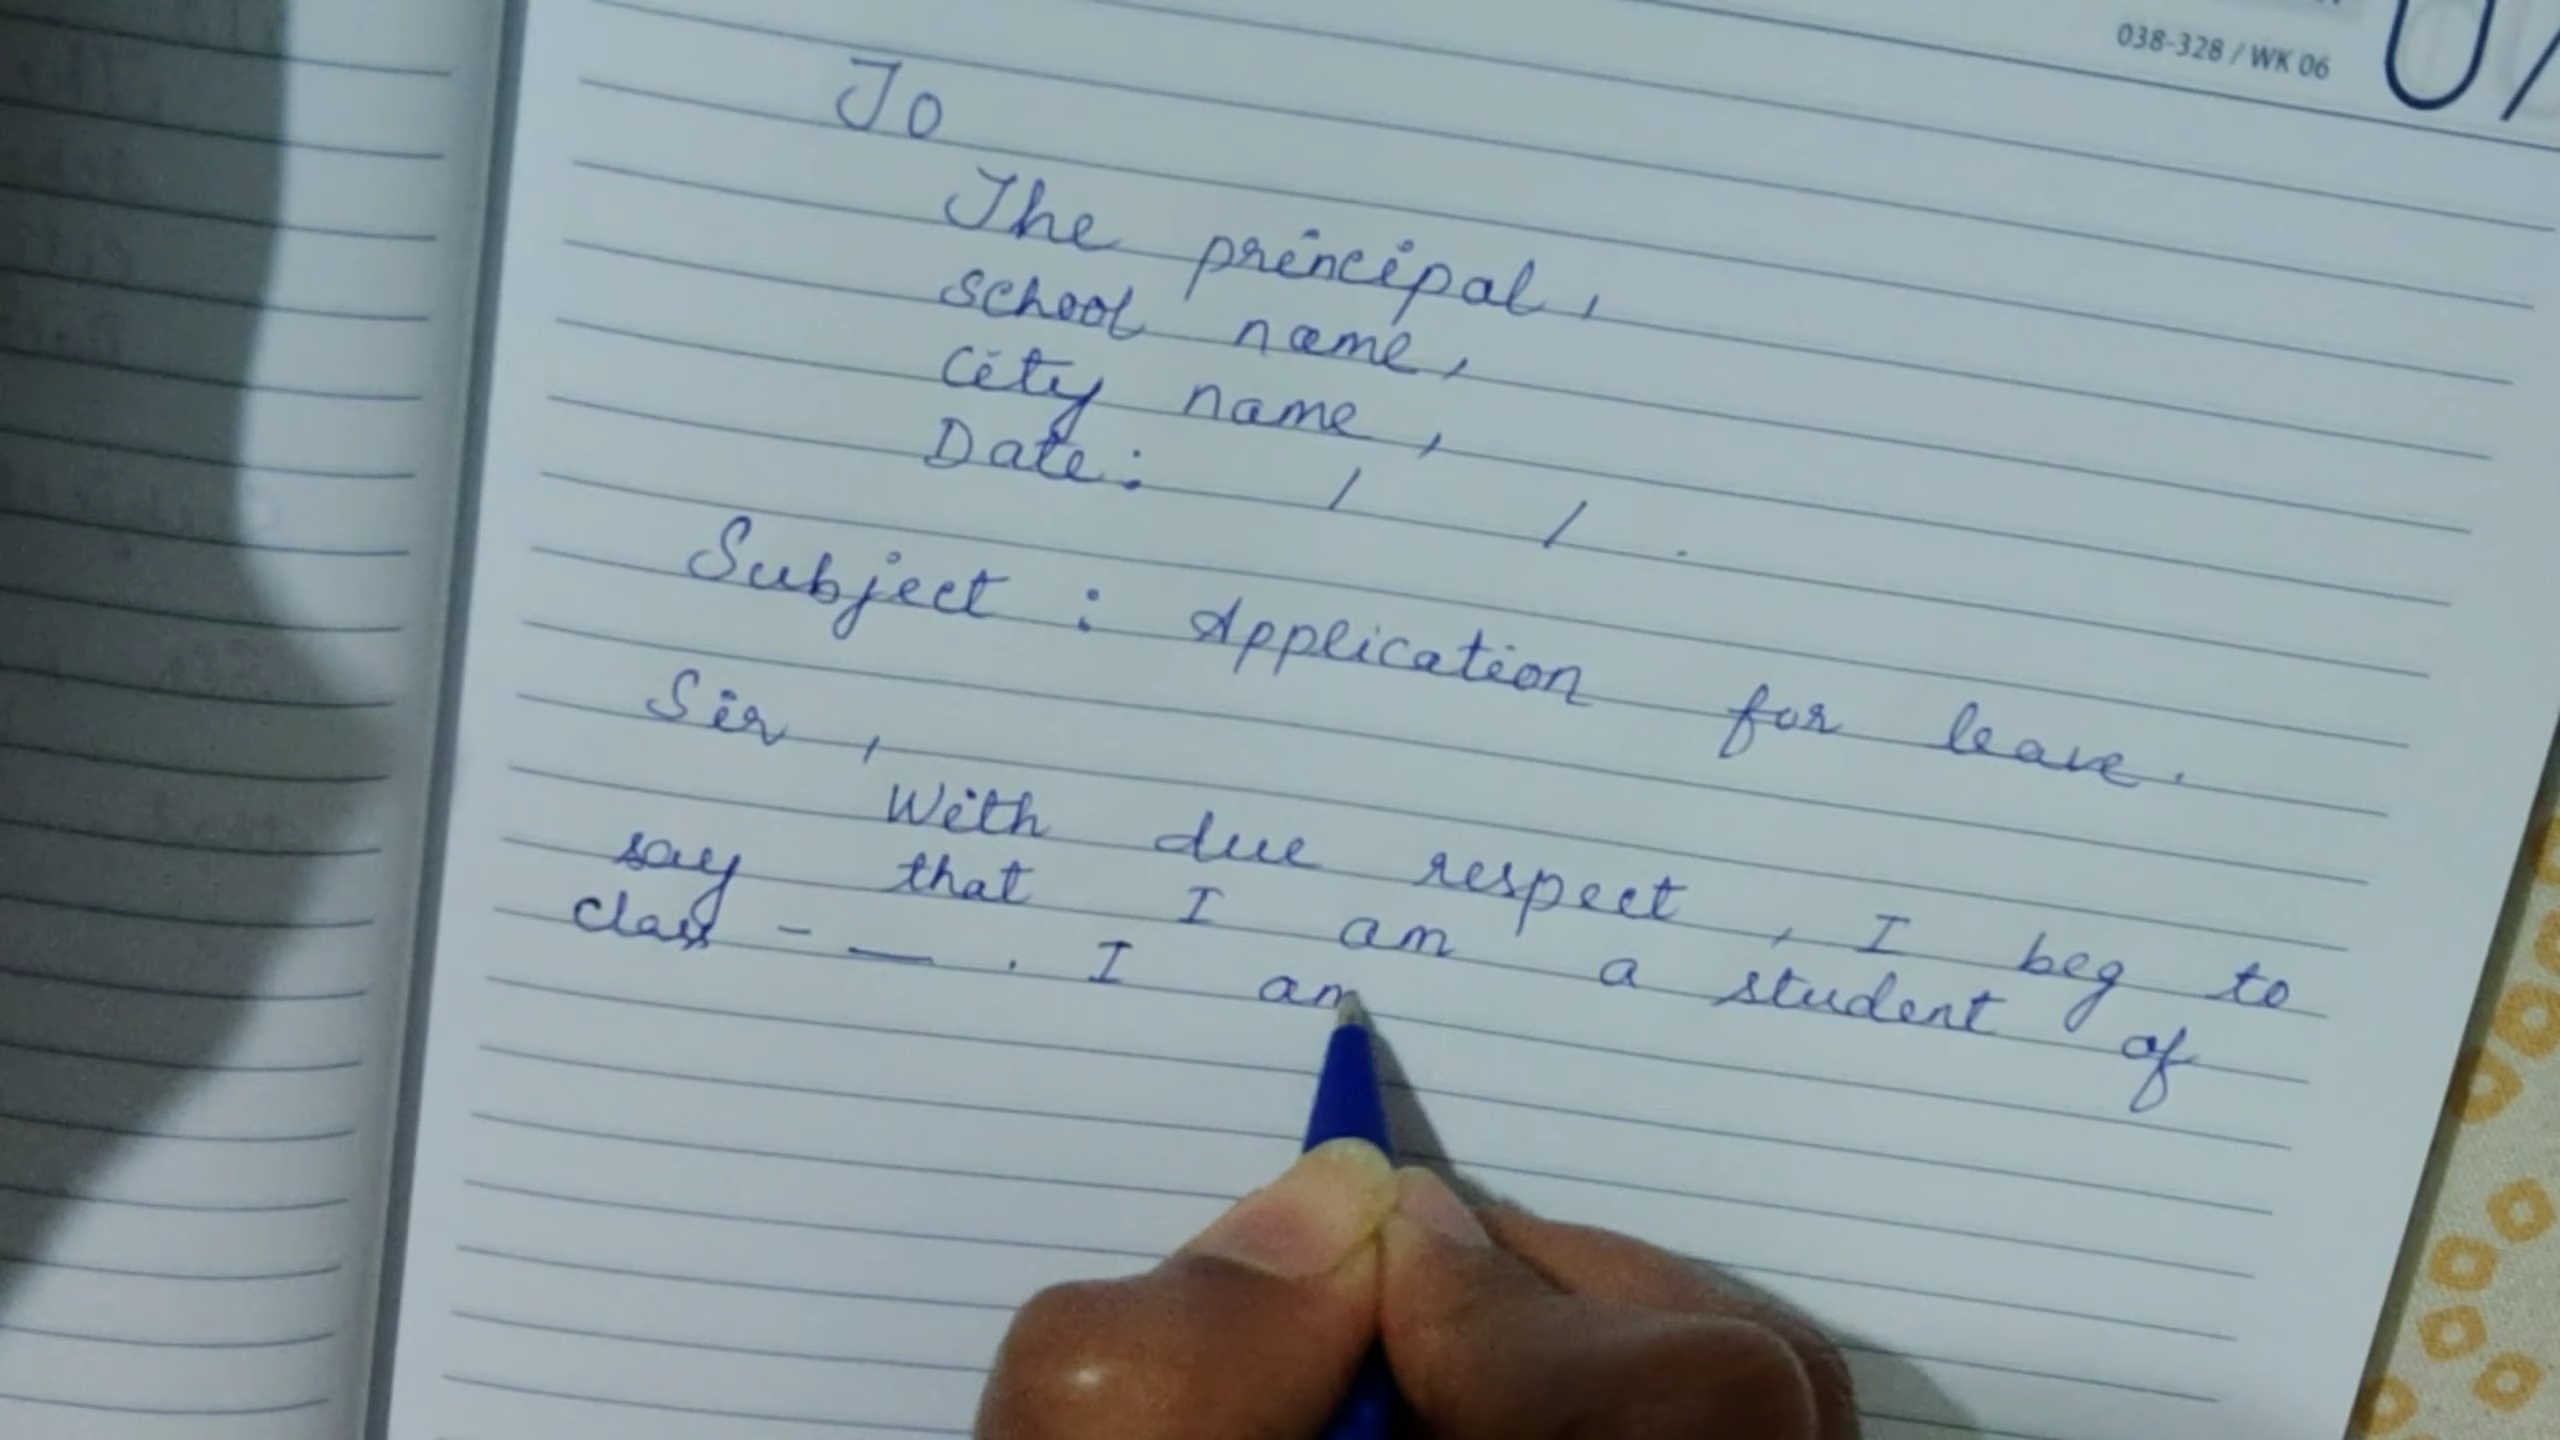 038-328 / WK 06
To
The principal,
school name,
City name,
Date: / / .
Subject : Application for leave.
Sir,
With due respect, I beg to
say that I am a student of
class - — . I am